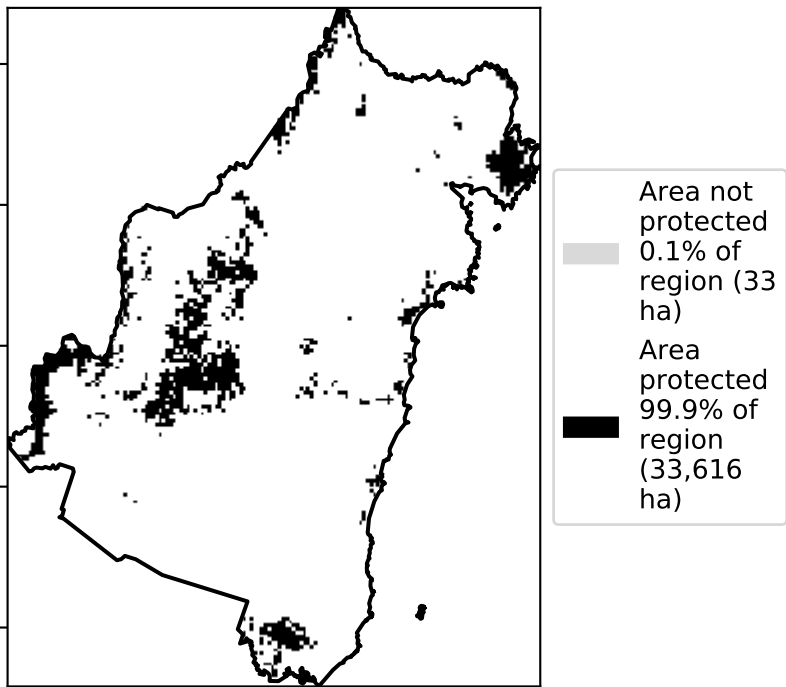 Area not
protected
0.1% of
region (33
ha)
Area
protected
99.9% of
region
(33,616
ha)